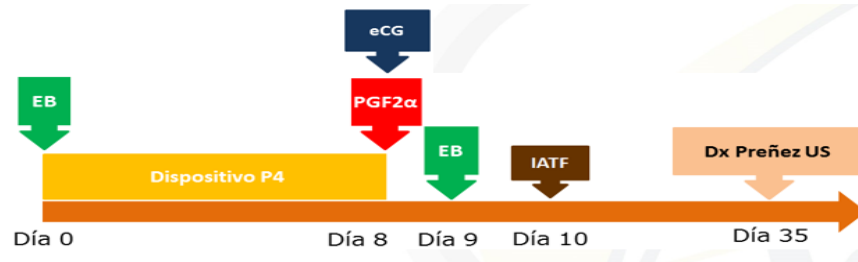 eCG
EB
PGF2α
EB
IATF
Dx Preñez US
Dispositivo P4
Día 0
Día 8
Día 9
Día 10
Día 35